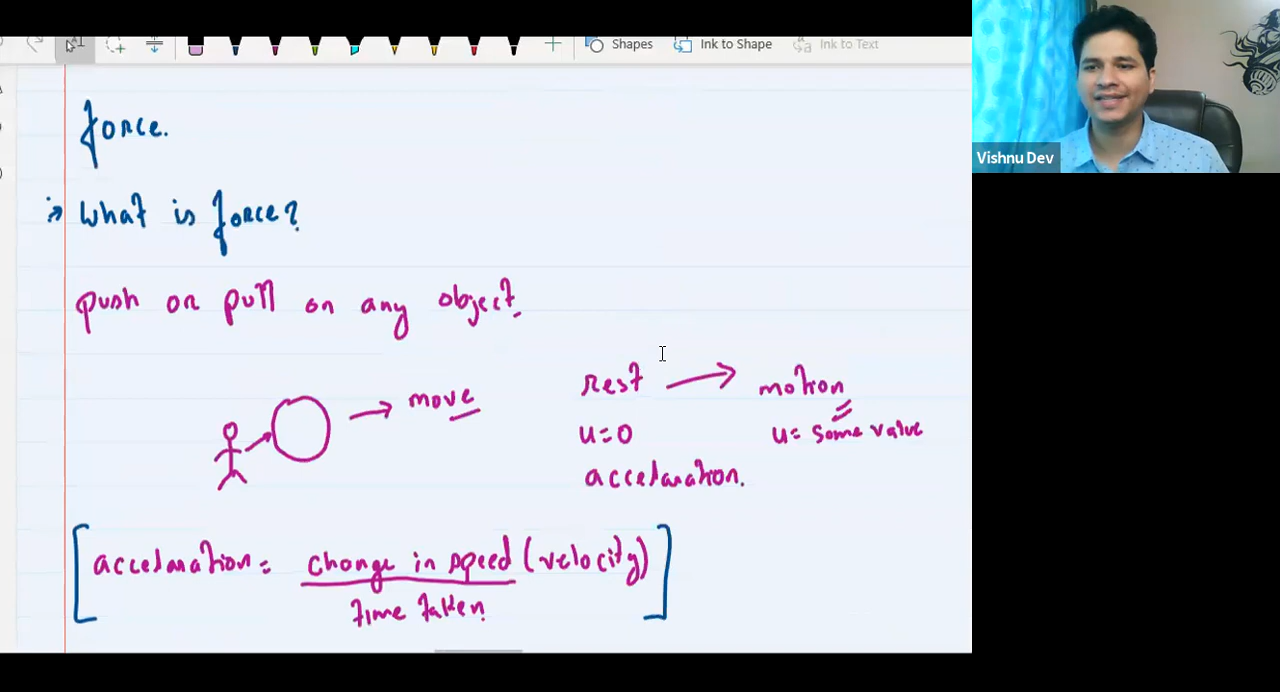 Shapes Ink to Shape Ink to Text
Vishnu Dev
force.
What is force?
push or pull on any object.
move
rest → motion
u=0 u= some value
accelaration.
accelaration = change in speed (velocity)
time taken